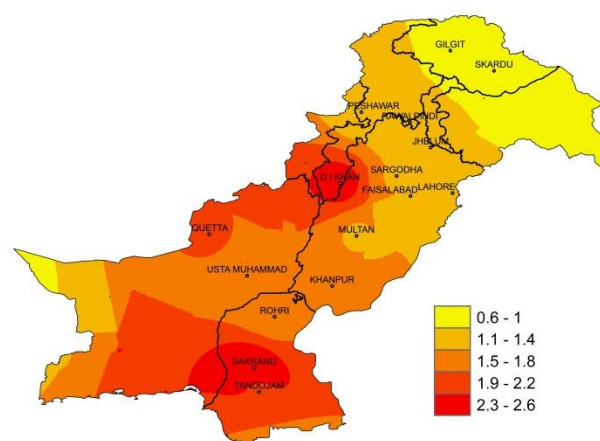 GILGIT
SKARDU
PESHAWAR
RAWALDINDI
JHELUM
D I KHAN
SARGODHA
FAISALABAD
LAHORE
QUETTA
MULTAN
USTA MUHAMMAD
KHANPUR
ROHRI
SAKRAND
TANDOJAM
0.6 - 1
1.1 - 1.4
1.5 - 1.8
1.9 - 2.2
2.3 - 2.6